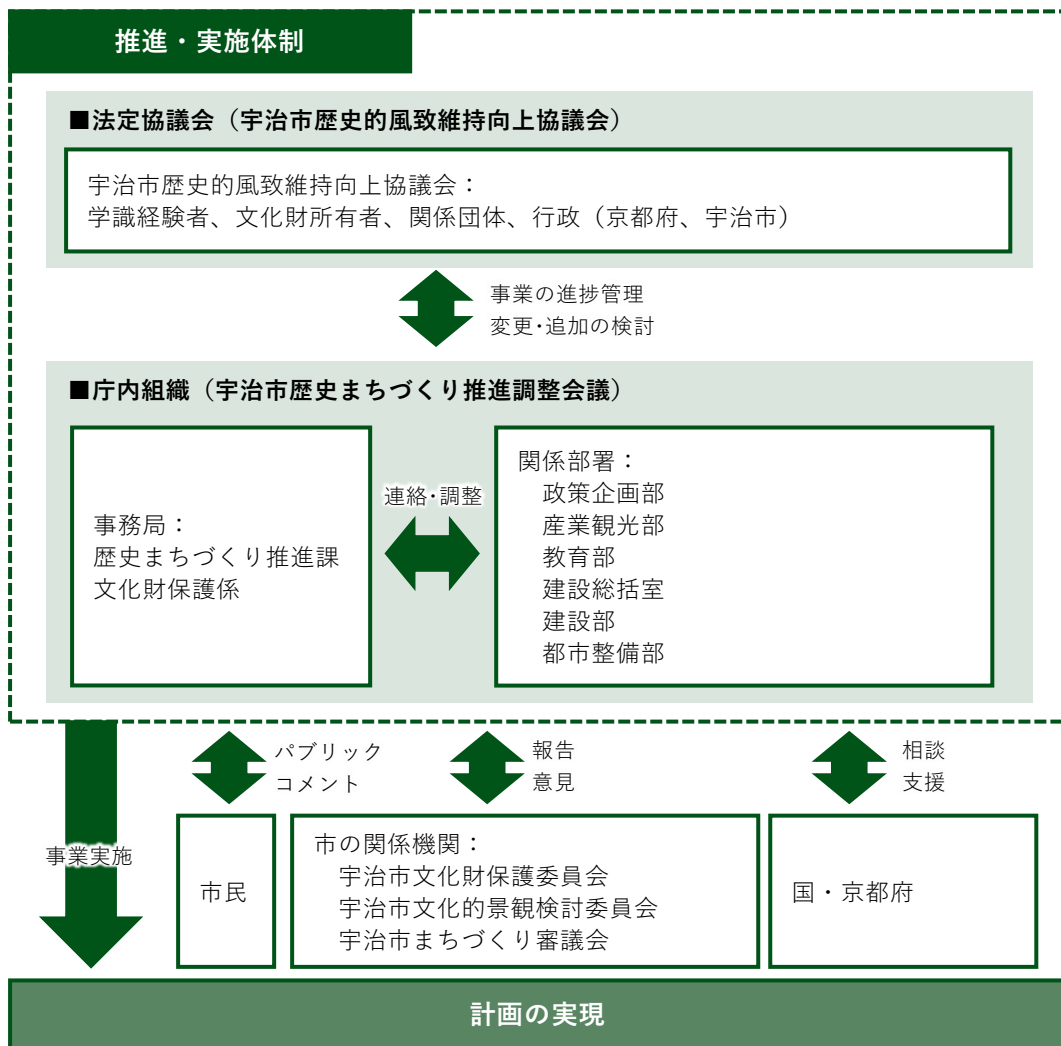 推進・実施体制
■法定協議会（宇治市歴史的風致維持向上協議会）
宇治市歴史的風致維持向上協議会：
学識経験者、文化財所有者、関係団体、行政（京都府、宇治市）
事業の進捗管理
変更・追加の検討
■庁内組織（宇治市歴史まちづくり推進調整会議）
事務局：
歴史まちづくり推進課
文化財保護係
連絡・調整
関係部署：
政策企画部
産業観光部
教育部
建設総括室
建設部
都市整備部
パブリック
コメント
報告
意見
相談
支援
事業実施
市民
市の関係機関：
宇治市文化財保護委員会
宇治市文化的景観検討委員会
宇治市まちづくり審議会
国・京都府
計画の実現